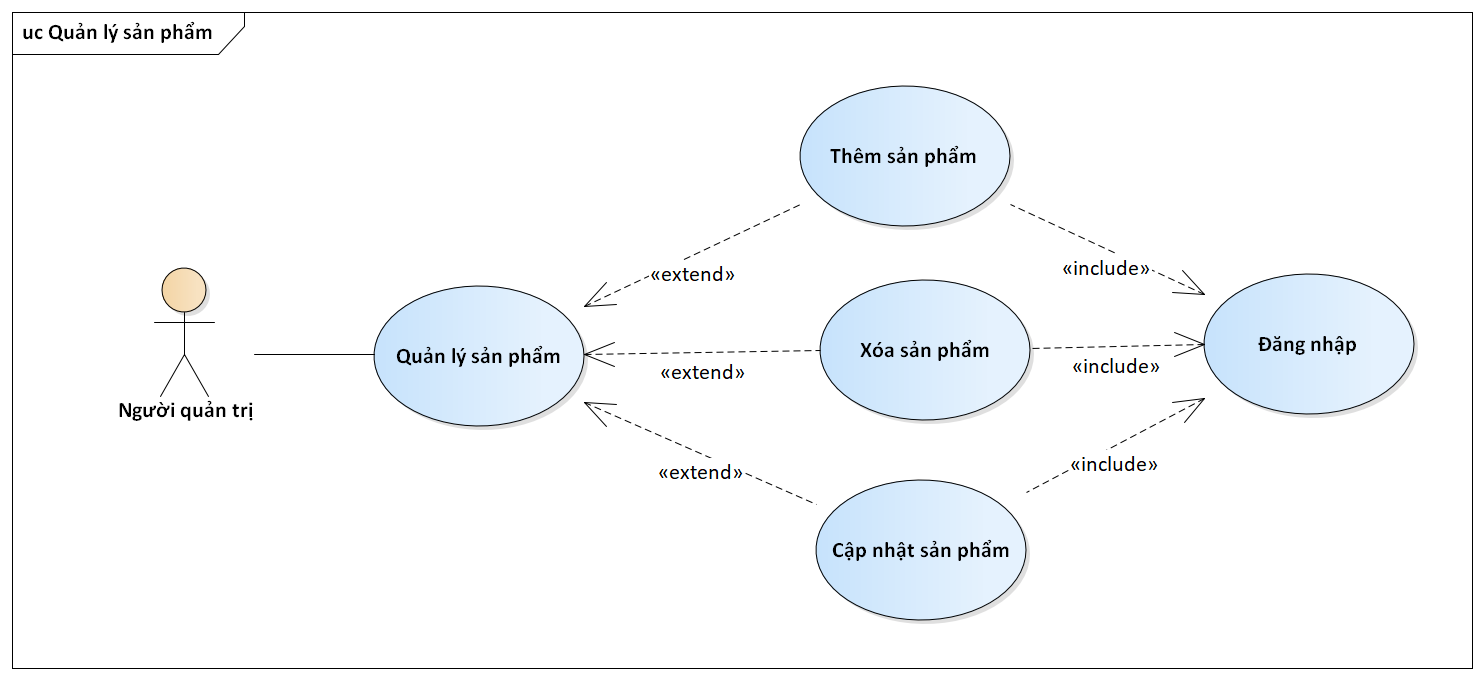 uc Quản lý sản phẩm
Thêm sản phẩm
«extend»
«include»
Quản lý sản phẩm
Xóa sản phẩm
Đăng nhập
«extend»
«include»
Người quản trị
«extend»
«include»
Cập nhật sản phẩm